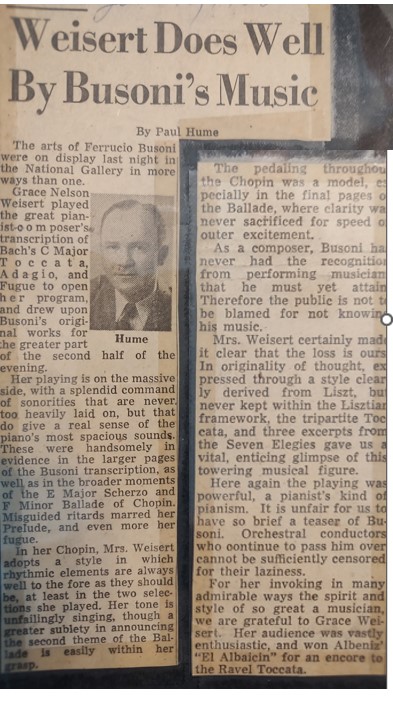 Weisert Does Well
By Busoni's Music
By Paul Hume
The arts of Ferrucio Busoni
were on display last night in
the National Gallery in more
ways than one.
Grace Nelson
Weisert played
the great pian-
ist-c o m poser's
transcription of
Bach's C Major
T o c c a t a,
A d a g i o, and
Fugue to open
h e r program,
and drew upon
Busoni's origi-
nal works for
the greater part
of the second half of the
evening.
Hume
Her playing is on the massive
side, with a splendid command
of sonorities that are never
too heavily laid on, but that
do give a real sense of the
piano's most spacious sounds.
These were handsomely in
evidence in the larger pages
of the Busoni transcription, as
well as in the broader moments
of the E Major Scherzo and
F Minor Ballade of Chopin.
Misguided ritards marred her
Prelude, and even more her
fugue.
In her Chopin, Mrs. Weisert
adopts a style in which
rhythmic elements are always
well to the fore as they should
be, at least in the two selec-
tions she played. Her tone is
unfailingly singing, though a
greater sublety in announcing
the second theme of the Bal-
lade is easily within her
grasp.
The pedaling throughou
the Chopin was a model, es
pecially in the final pages o
the Ballade, where clarity wa
never sacrificed for speed o
outer excitement.
As a composer, Busoni ha
never had the recognition
from performing musician
that he must yet attain
Therefore the public is not t
be blamed for not knowin
his music.
Mrs. Weisert certainly made
it clear that the loss is ours
In originality of thought, ex
pressed through a style clear
ly derived from Liszt, but
never kept within the Lisztian
framework, the tripartite Toc
cata, and three excerpts from
the Seven Elegies gave us a
vital, enticing glimpse of this
towering musical figure.
Here again the playing was
powerful, a pianist's kind of
pianism. It is unfair for us to
have so brief a teaser of Bu-
soni. Orchestral conductors
who continue to pass him over
cannot be sufficiently censored
for their laziness.
For her invoking in many
admirable ways the spirit and
style of so great a musician,
we are grateful to Grace Wei-
sert. Her audience was vastly
enthusiastic, and won Albeniz'
"El Albaicin" for an encore to
the Ravel Toccata.